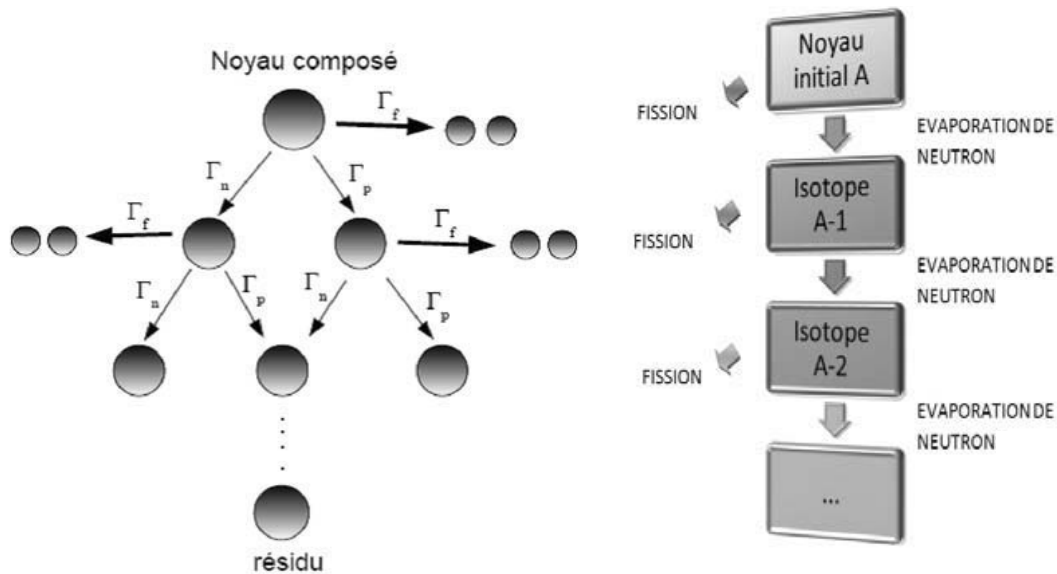 Noyau composé
Γf
Γn
Γp
Γf
Γf
Γn
Γp
Γn
Γp
résidu
Noyau
initial A
FISSION
EVAPORATION DE
NEUTRON
Isotope
A-1
FISSION
EVAPORATION DE
NEUTRON
Isotope
A-2
FISSION
EVAPORATION DE
NEUTRON
...